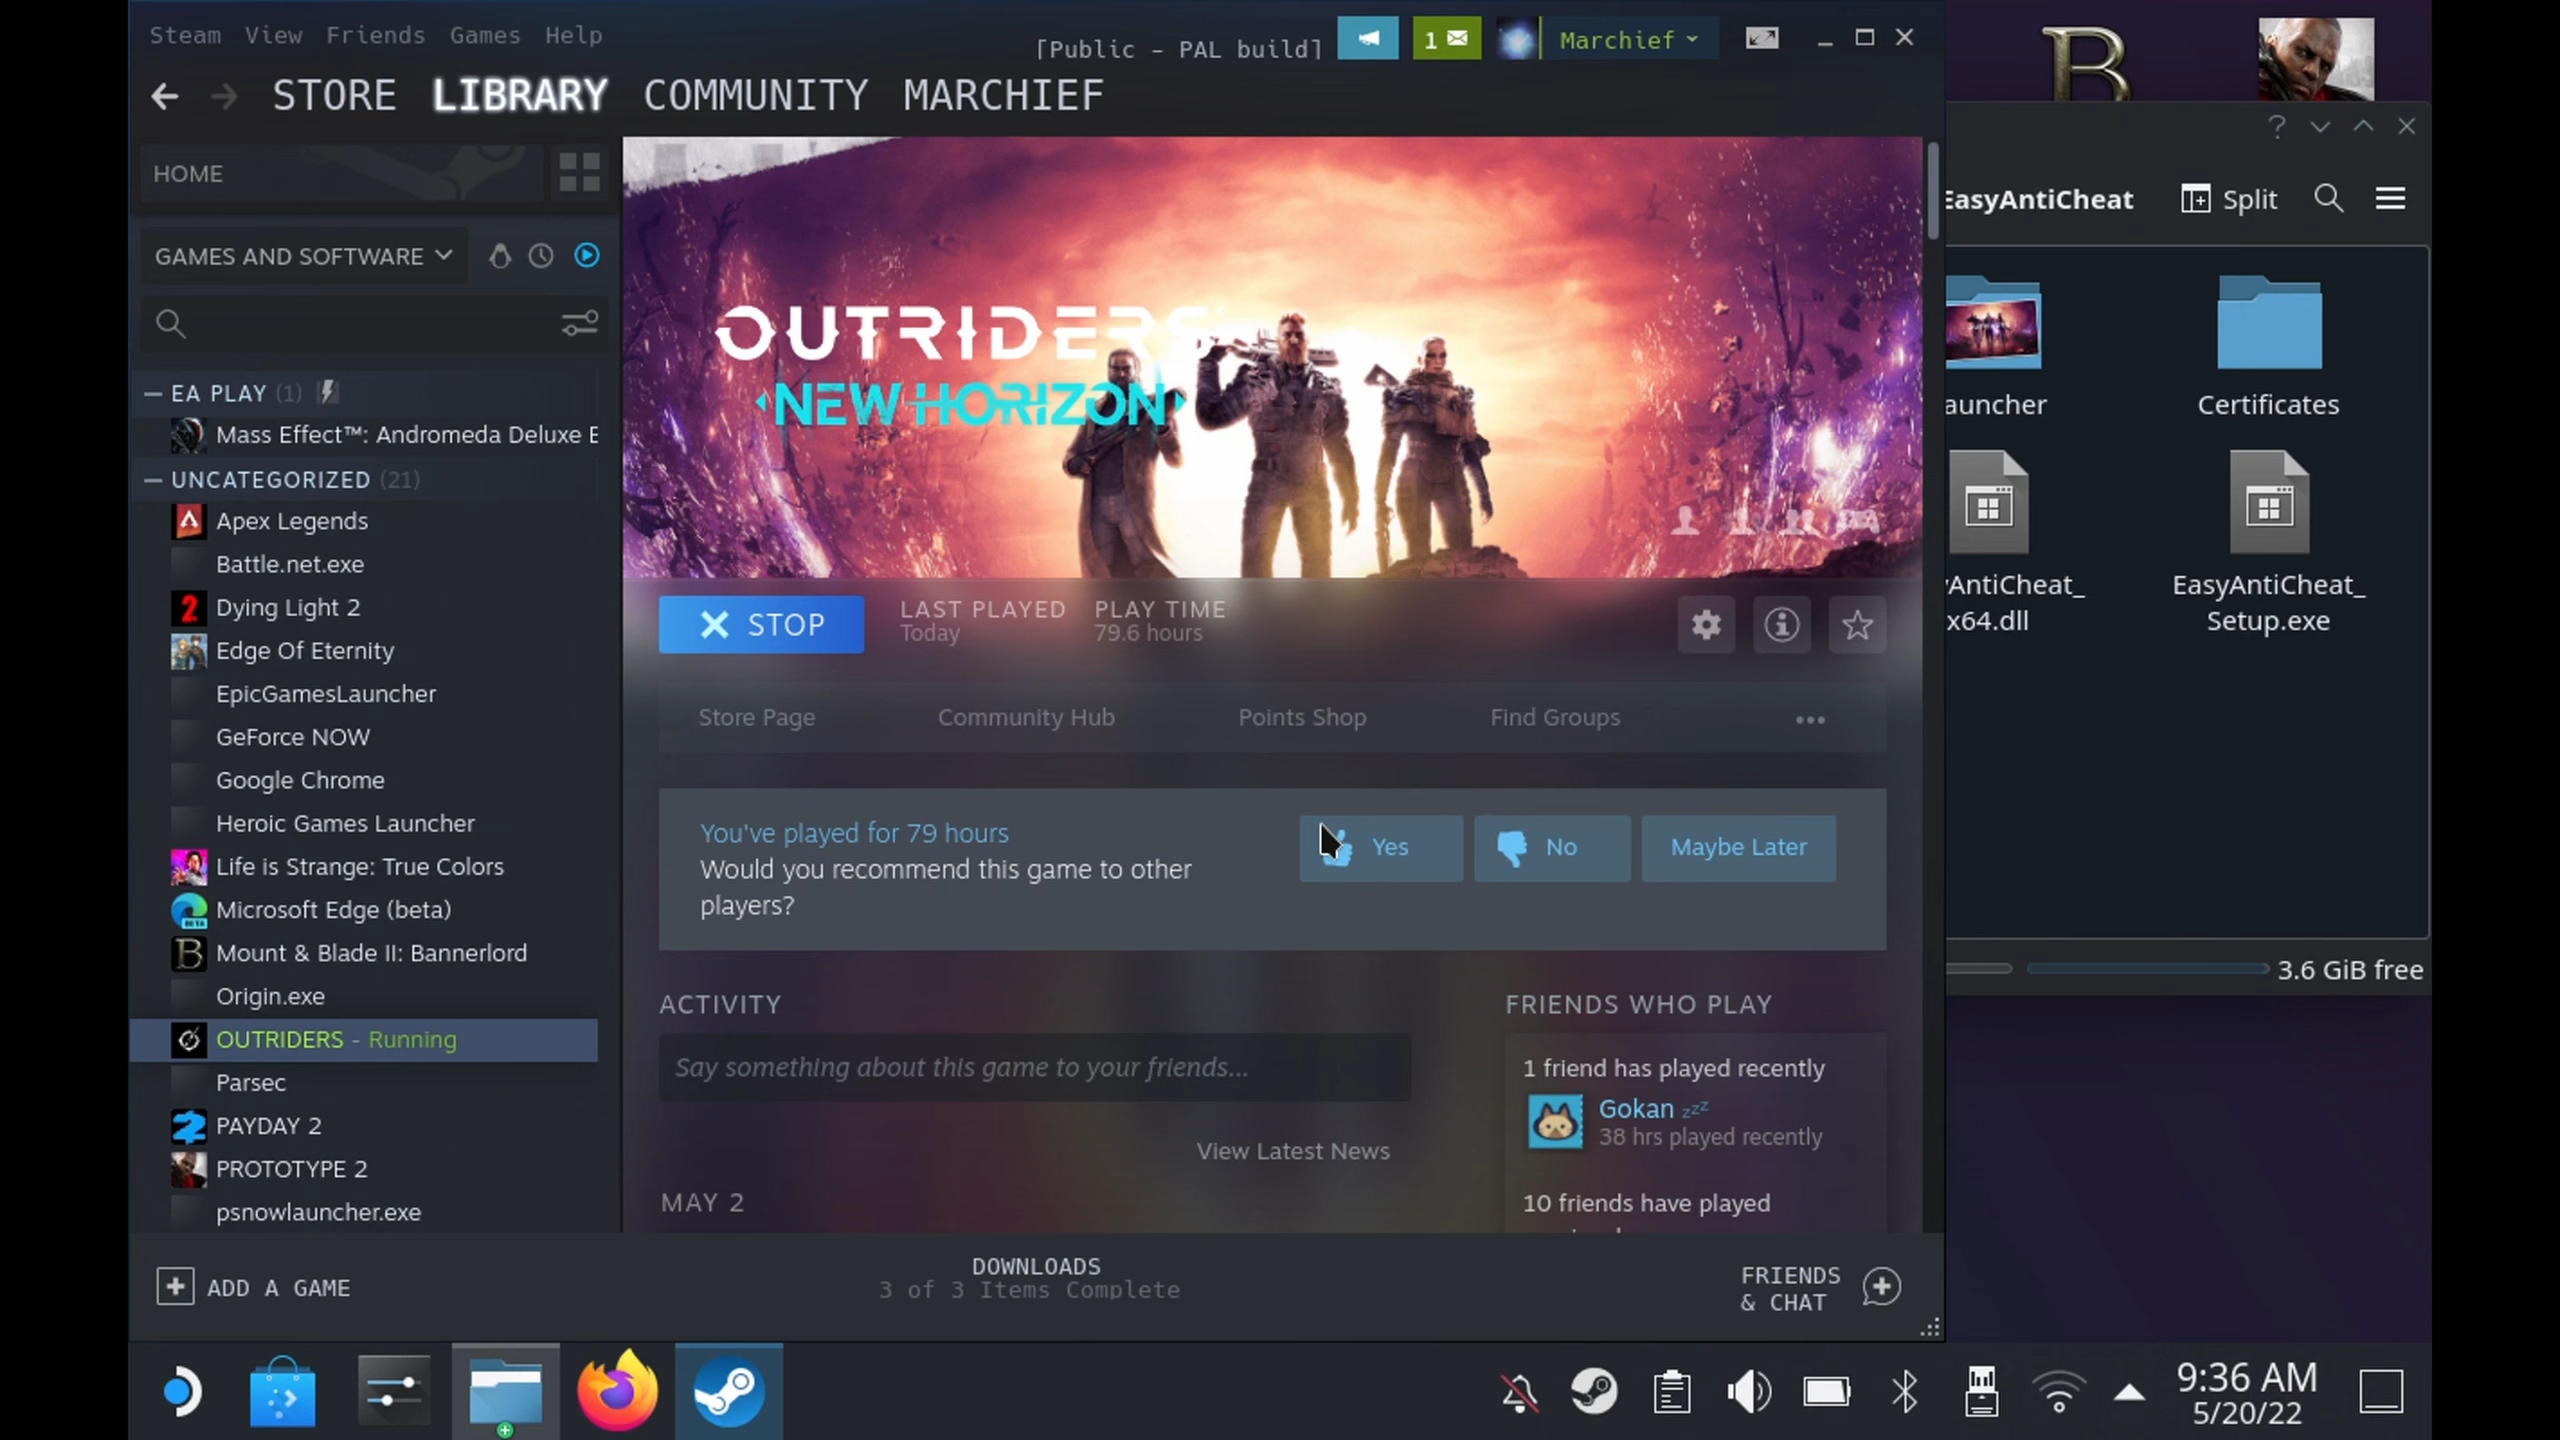 Steam View Friends Games Help
[Public - PAL build]
1
Marchief
STORE LIBRARY COMMUNITY MARCHIEF
HOME
GAMES AND SOFTWARE
EA PLAY (1)
Mass Effect™: Andromeda Deluxe E
UNCATEGORIZED (21)
Apex Legends
Battle.net.exe
Dying Light 2
Edge Of Eternity
EpicGamesLauncher
GeForce NOW
Google Chrome
Heroic Games Launcher
Life is Strange: True Colors
Microsoft Edge (beta)
Mount & Blade II: Bannerlord
Origin.exe
OUTRIDERS - Running
Parsec
PAYDAY 2
PROTOTYPE 2
psnowlauncher.exe
OUTRIDERS
NEW HORIZON
STOP
LAST PLAYED
Today
PLAY TIME
79.6 hours
Store Page
Community Hub
Points Shop
Find Groups
You've played for 79 hours
Would you recommend this game to other
players?
Yes
No
Maybe Later
ACTIVITY
Say something about this game to your friends...
View Latest News
MAY 2
FRIENDS WHO PLAY
1 friend has played recently
Gokan zzz
38 hrs played recently
10 friends have played
ADD A GAME
DOWNLOADS
3 of 3 Items Complete
FRIENDS
& CHAT
EasyAntiCheat
Split
auncher
Certificates
yAntiCheat_
x64.dll
EasyAntiCheat_
Setup.exe
3.6 GiB free
9:36 AM
5/20/22